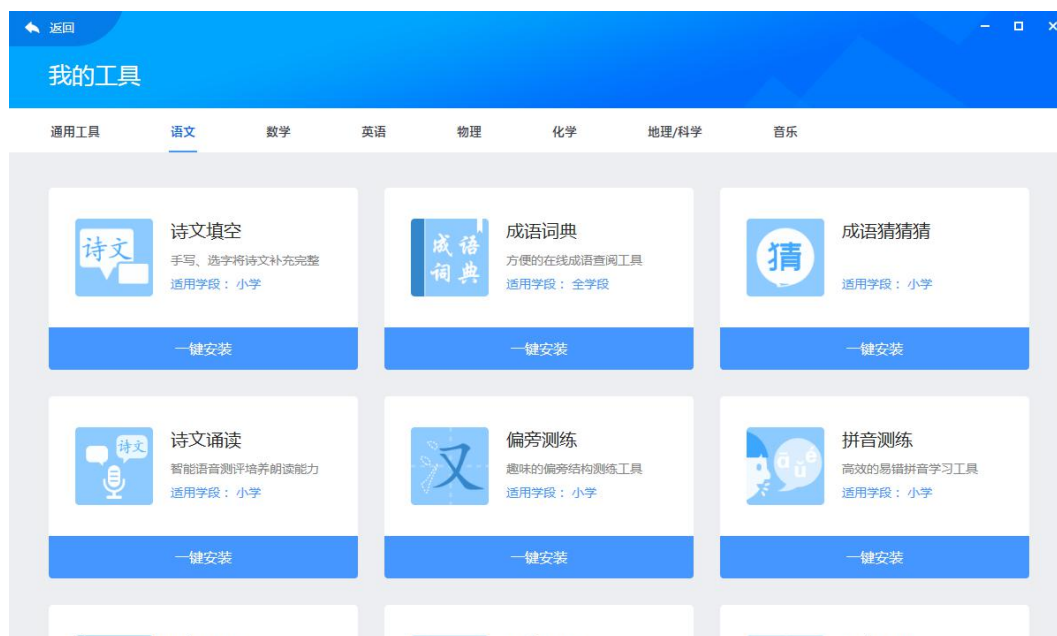 返回
我的工具
通用工具 语文 数学 英语 物理 化学 地理/科学 音乐
诗文
诗文填空
手写、选字将诗文补充完整
适用学段：小学
一键安装
成语词典
成语词典
方便的在线成语查阅工具
适用学段：全学段
一键安装
猜
成语猜猜猜
适用学段：小学
一键安装
诗文
诗文诵读
智能语音测评培养朗读能力
适用学段：小学
一键安装
又
偏旁测练
趣味的偏旁结构测练工具
适用学段：小学
一键安装
ā ǔ ê
拼音测练
高效的易错拼音学习工具
适用学段：小学
一键安装